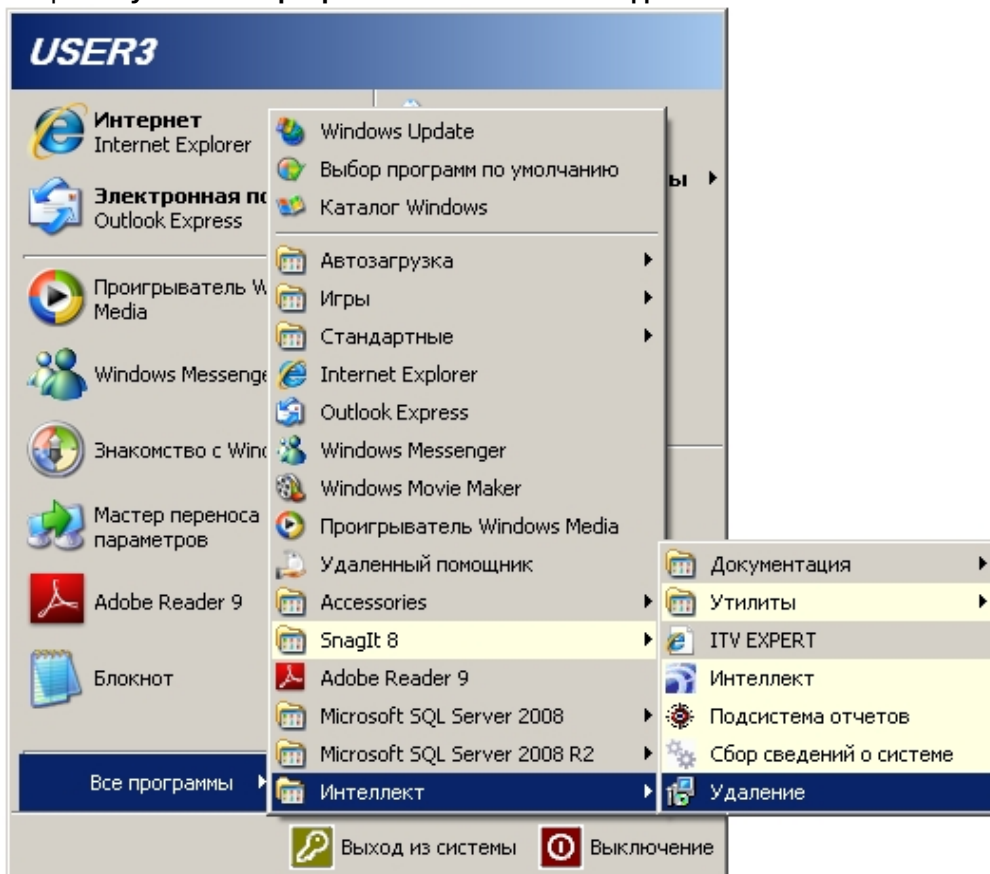 USER3
Интернет
Internet Explorer
Электронная по
Outlook Express
Проигрыватель W
Media
Windows Messenge
Знакомство с Wind
Мастер переноса
параметров
Adobe Reader 9
Блокнот
Все программы
Windows Update
Выбор программ по умолчанию
Каталог Windows
Автозагрузка
Игры
Стандартные
Internet Explorer
Outlook Express
Windows Messenger
Windows Movie Maker
Проигрыватель Windows Media
Удаленный помощник
Accessories
SnagIt 8
Adobe Reader 9
Microsoft SQL Server 2008
Microsoft SQL Server 2008 R2
Интеллект
ы
Документация
Утилиты
ITV EXPERT
Интеллект
Подсистема отчетов
Сбор сведений о системе
Удаление
Выход из системы
Выключение